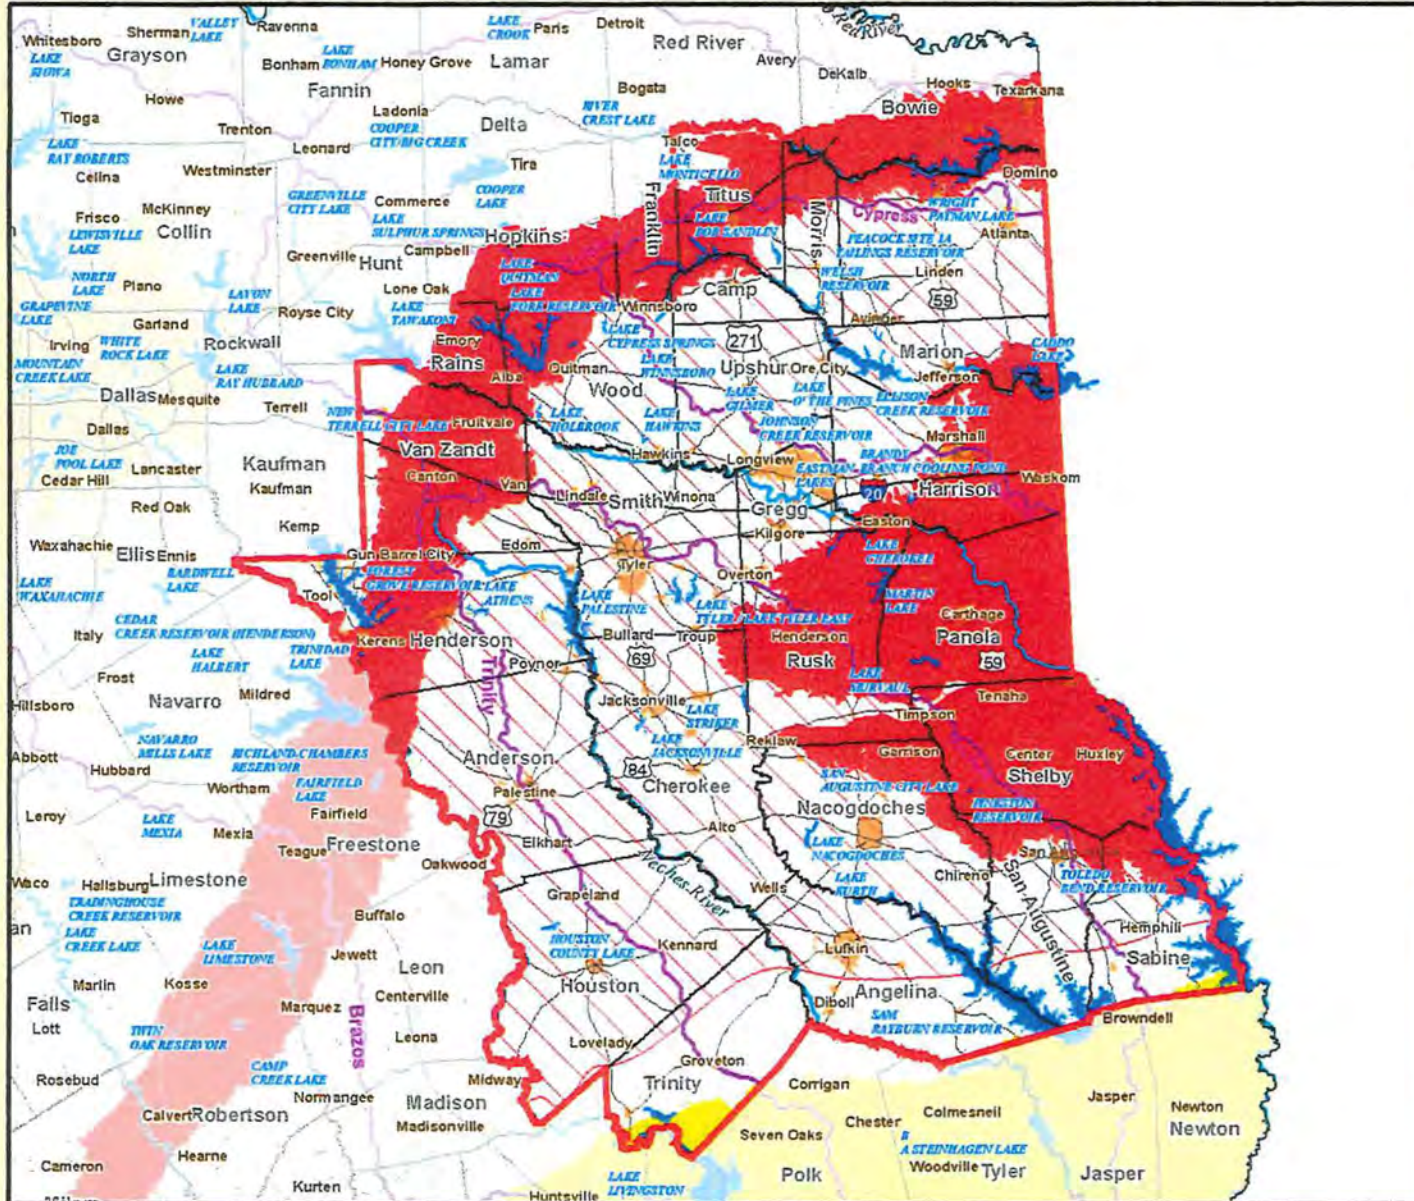 Sherman
VALLEY
LAKE
Ravenna
LAKE
CROOK
Paris
Detroit
Red River
Red River
Whitesboro
LAKE
KIOWA
Grayson
Bonham
LAKE
BONHAM
Honey Grove
Lamar
Avery
DeKalb
Hooks
Texarkana
Howe
Fannin
Bogata
Bowie
Tioga
Ladonia
RIVER
CREST LAKE
Trenton
COOPER
CITY/BIG CREEK
Delta
Talco
LAKE
RAY ROBERTS
Leonard
Tira
LAKE
MONTICELLO
Domino
Celina
Westminster
GREENVILLE
CITY LAKE
Commerce
COOPER
LAKE
Franklin
Titus
Morris
Cypress
WRIGHT
PATMAN LAKE
Frisco
McKinney
LEWISVILLE
LAKE
Collin
LAKE
SULPHUR SPRINGS
Hopkins
LAKE
BOB SANDLIN
PEACOCK SITE 1A
TAILINGS RESERVOIR
Atlanta
Greenville
Hunt
Campbell
NORTH
LAKE
Plano
LAVON
LAKE
Lone Oak
LAKE
QUITMAN
LAKE
FORK RESERVOIR
Winnsboro
Camp
WELSH
RESERVOIR
Linden
59
GRAPEVINE
LAKE
Garland
Royse City
LAKE
TAWAKONI
Avinger
Irving
WHITE
ROCK LAKE
Rockwall
Emory
LAKE
CYPRESS SPRINGS
271
Marion
CADDO
LAKE
MOUNTAIN
CREEK LAKE
LAKE
RAY HUBBARD
Rains
Alba
Quitman
LAKE
WINNSBORO
Upshur
Ore City
Jefferson
Dallas
Mesquite
Terrell
Wood
LAKE
GILMER
LAKE
O' THE PINES
ELLISON
CREEK RESERVOIR
Dallas
NEW
TERRELL CITY LAKE
Fruitvale
LAKE
HOLBROOK
LAKE
HAWKINS
JOHNSON
CREEK RESERVOIR
Marshall
JOE
POOL LAKE
Lancaster
Kaufman
Van Zandt
Hawkins
Longview
BRANDY
BRANCH COOLING POND
EASTMAN
LAKES
Waskom
Cedar Hill
Kaufman
Canton
Van
Lindale
Smith
Winona
20
Harrison
Red Oak
Gregg
Kemp
Kilgore
Easton
Waxahachie
Ellis
Ennis
Gun Barrel City
Edom
LAKE
CHEROKEE
LAKE
WAXAHACHIE
BARDWELL
LAKE
FOREST
GROVE RESERVOIR
LAKE
ATHENS
Tyler
Overton
Tool
LAKE
PALESTINE
LAKE
TYLER / LAKE TYLER EAST
MARTIN
LAKE
Carthage
CEDAR
CREEK RESERVOIR (HENDERSON)
Italy
Kerens
Henderson
Bullard
Troup
Henderson
Panola
LAKE
HALBERT
TRINIDAD
LAKE
Trinity
Poynor
69
Rusk
59
Frost
LAKE
MURVAUL
Navarro
Mildred
Jacksonville
LAKE
STRIKER
Tenaha
Hillsboro
Timpson
NAVARRO
MILLS LAKE
RICHLAND-CHAMBERS
RESERVOIR
LAKE
JACKSONVILLE
Reklaw
Garrison
Center
Huxley
Abbott
Hubbard
Anderson
84
Cherokee
SAN
AUGUSTINE CITY LAKE
Shelby
Wortham
FAIRFIELD
LAKE
Palestine
Leroy
LAKE
MEXIA
Fairfield
79
Nacogdoches
PINKSTON
RESERVOIR
Mexia
Alto
Teague
Freestone
Elkhart
LAKE
NACOGDOCHES
Oakwood
Neches River
Waco
Hallsburg
Limestone
Wells
LAKE
KURTH
Chireno
San Augustine
TOLEDO
BEND RESERVOIR
TRADINGHOUSE
CREEK RESERVOIR
Grapeland
Buffalo
LAKE
CREEK LAKE
LAKE
LIMESTONE
HOUSTON
COUNTY LAKE
Kennard
Lufkin
Hemphill
Jewett
Sabine
Marlin
Kosse
Leon
Houston
Angelina
Falls
Marquez
Centerville
Diboll
Lott
SAM
RAYBURN RESERVOIR
Browndell
TWIN
OAK RESERVOIR
Brazos
Leona
Lovelady
Groveton
CAMP
CREEK LAKE
Rosebud
Midway
Trinity
Corrigan
Normangee
Madison
Jasper
Calvert
Robertson
Madisonville
Colmesneil
Newton
Chester
Newton
Seven Oaks
B
A STEINHAGEN LAKE
Hearne
Cameron
Polk
Woodville
Tyler
Jasper
Kurten
LAKE
LIVINGSTON
Huntsville